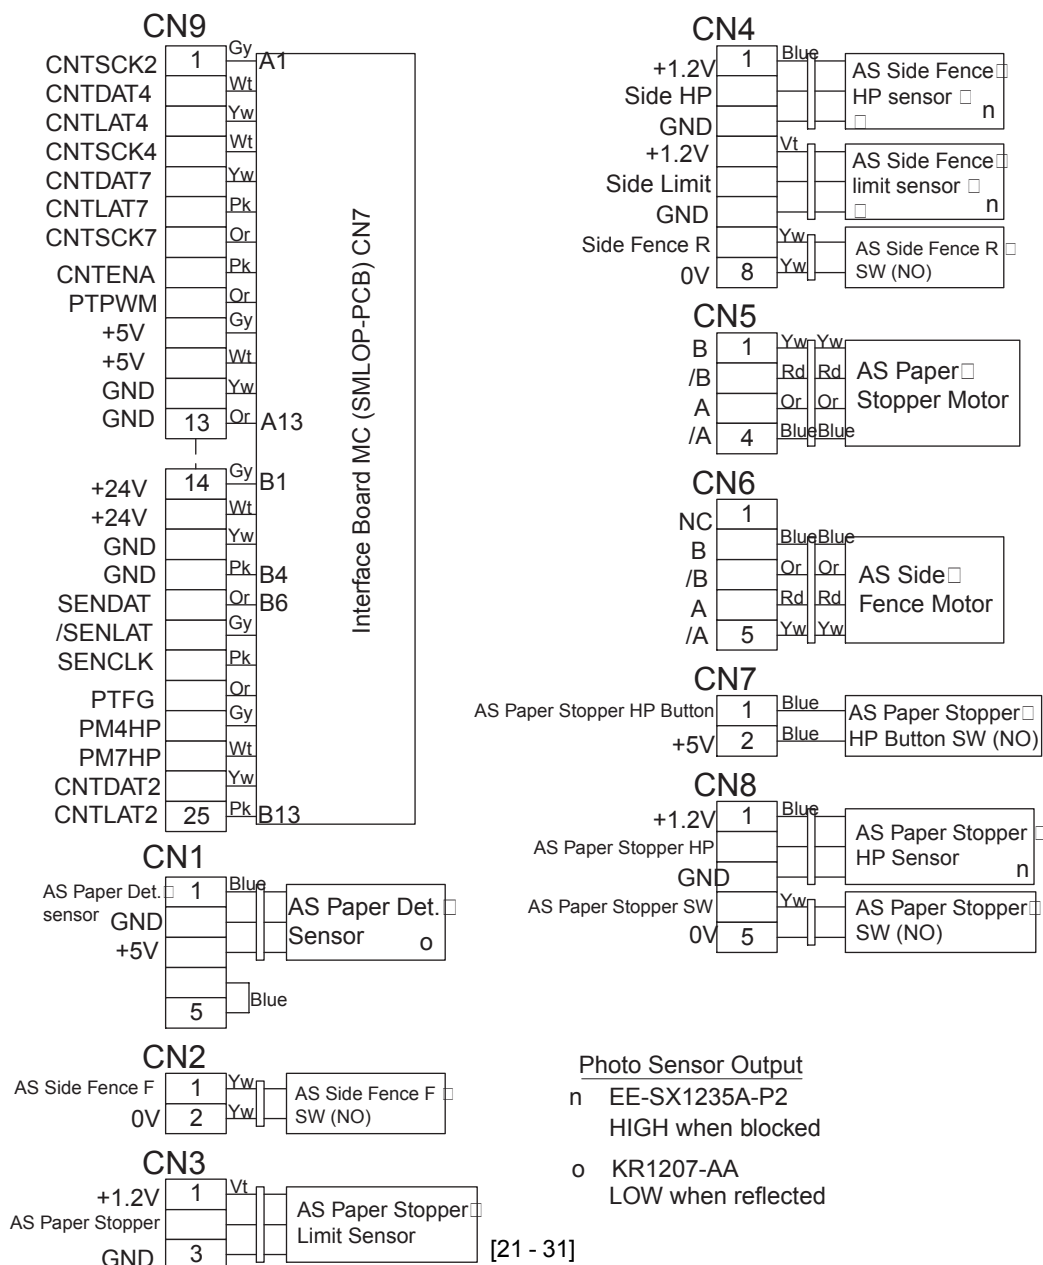 CN9
CNTSCK2 1 Gy A1
CNTDAT4 Wt
CNTLAT4 Yw
CNTSCK4 Wt
CNTDAT7 Yw
CNTLAT7 Pk
CNTSCK7 Or
CNTENA Pk
PTPWM Or
+5V Gy
+5V Wt
GND Yw
GND 13 Or A13
+24V 14 Gy B1
+24V Wt
GND Yw
GND Pk B4
SENDAT Or B6
/SENLAT Gy
SENCLK Pk
PTFG Or
PM4HP Gy
PM7HP Wt
CNTDAT2 Yw
CNTLAT2 25 Pk B13
Interface Board MC (SMLOP-PCB) CN7
CN1
AS Paper Det. 1 Blue
sensor
GND
+5V
5 Blue
AS Paper Det.
Sensor o
CN2
AS Side Fence F 1 Yw
0V 2 Yw
AS Side Fence F
SW (NO)
CN3
+1.2V 1 Vt
AS Paper Stopper
GND 3
AS Paper Stopper
Limit Sensor
CN4
+1.2V 1 Blue
Side HP
GND
AS Side Fence
HP sensor
n
+1.2V Vt
Side Limit
GND
AS Side Fence
limit sensor
n
Side Fence R Yw
0V 8 Yw
AS Side Fence R
SW (NO)
CN5
B 1 Yw Yw
/B Rd Rd
A Or Or
/A 4 Blue Blue
AS Paper
Stopper Motor
CN6
NC 1
B Blue Blue
/B Or Or
A Rd Rd
/A 5 Yw Yw
AS Side
Fence Motor
CN7
AS Paper Stopper HP Button 1 Blue
+5V 2 Blue
AS Paper Stopper
HP Button SW (NO)
CN8
+1.2V 1 Blue
AS Paper Stopper HP
GND
AS Paper Stopper
HP Sensor
n
AS Paper Stopper SW Yw
0V 5
AS Paper Stopper
SW (NO)
Photo Sensor Output
n EE-SX1235A-P2
HIGH when blocked
o KR1207-AA
LOW when reflected
[21 - 31]